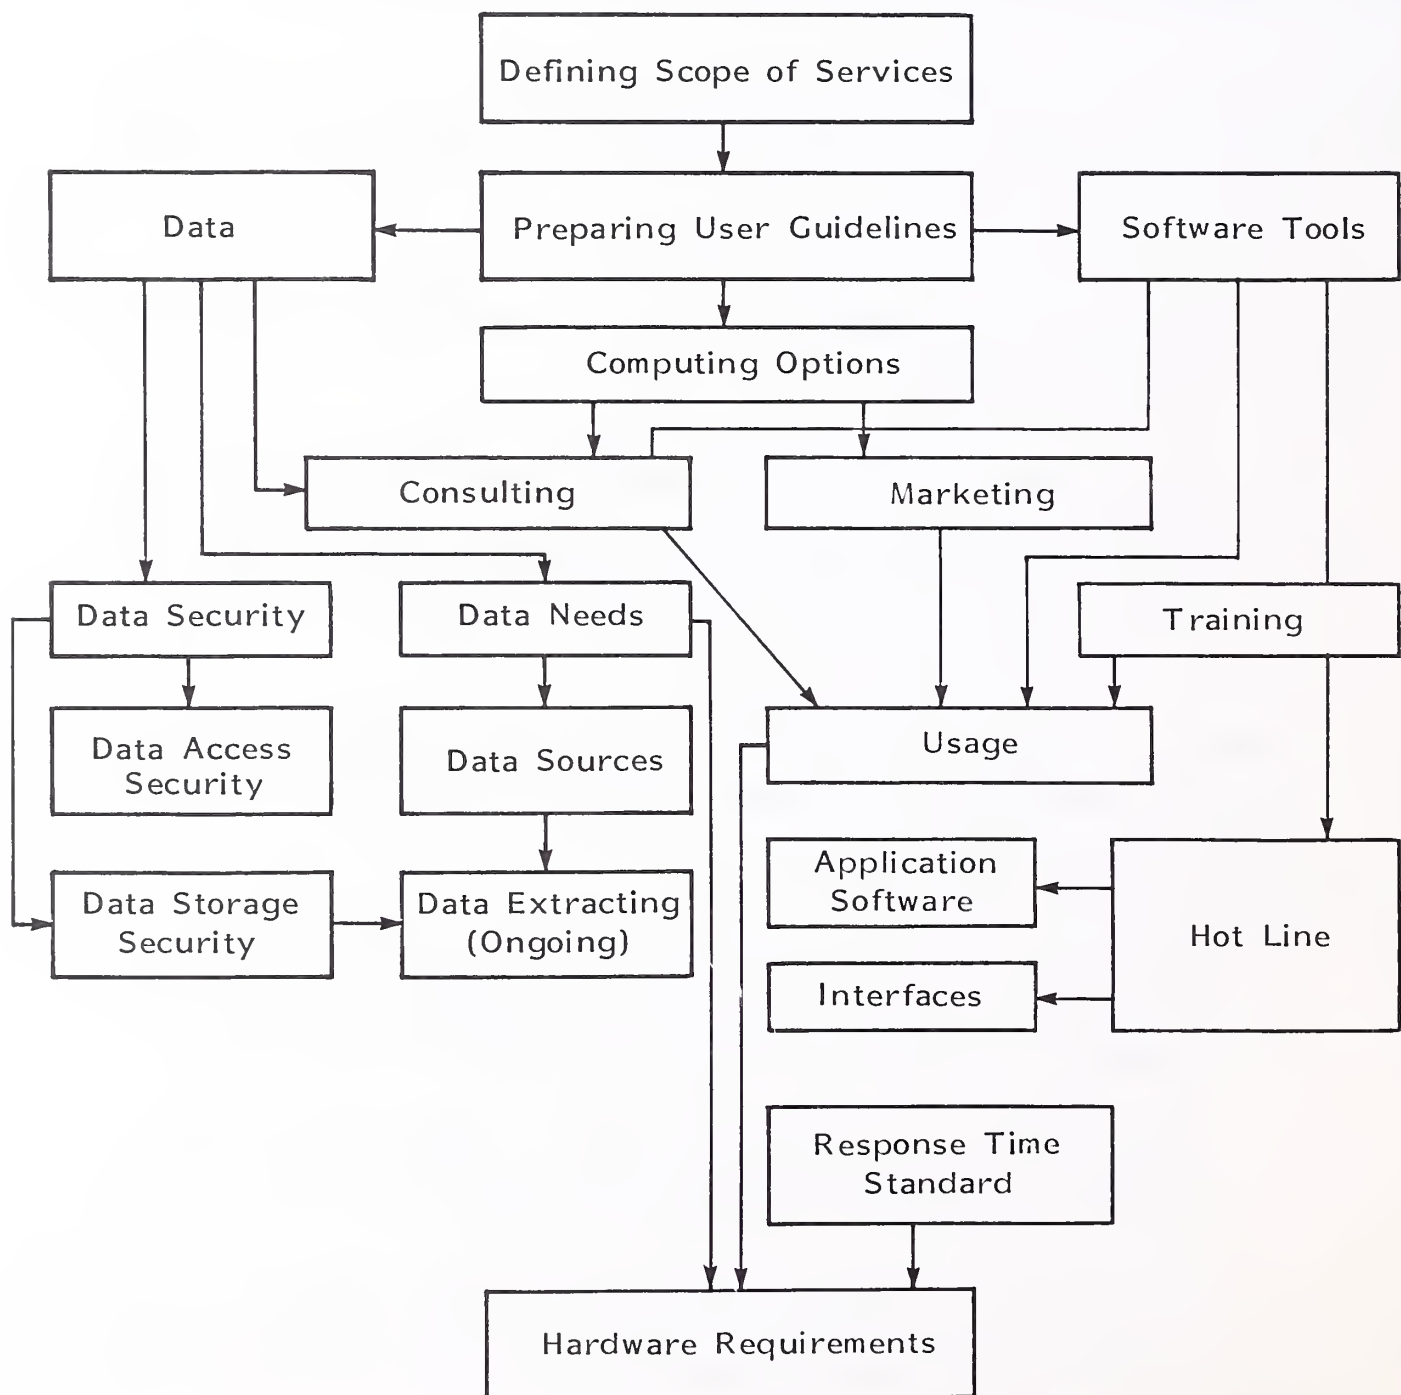 Defining Scope of Services
Data
Preparing User Guidelines
Software Tools
Computing Options
Consulting
Marketing
Data Security
Data Needs
Training
Data Access
Security
Data Sources
Usage
Application
Software
Data Storage
Security
Data Extracting
(Ongoing)
Hot Line
Interfaces
Response Time
Standard
Hardware Requirements